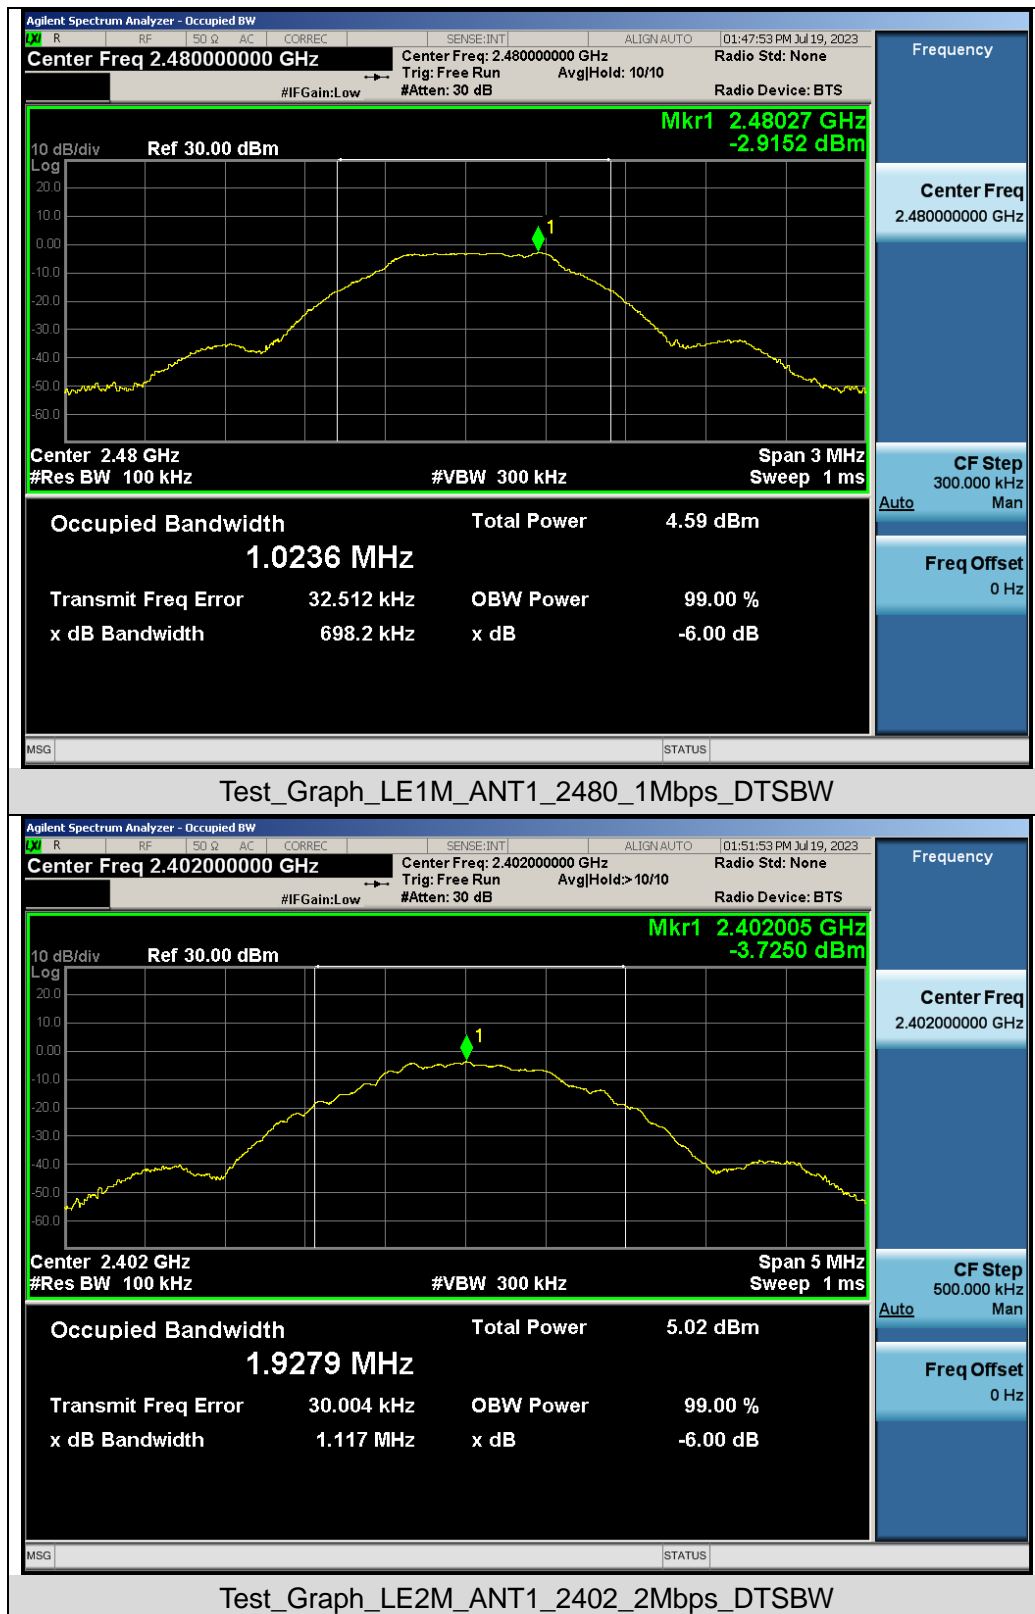 Agilent Spectrum Analyzer - Occupied BW
LXI R RF 50 Ω AC CORREC SENSE:INT ALIGN AUTO 01:47:53 PM Jul 19, 2023
Center Freq 2.480000000 GHz
Center Freq: 2.480000000 GHz
Radio Std: None
Trig: Free Run Avg|Hold: 10/10
#IFGain:Low #Atten: 30 dB Radio Device: BTS
Frequency
Mkr1 2.48027 GHz
-2.9152 dBm
10 dB/div Ref 30.00 dBm
Log
20.0
10.0
0.00
-10.0
-20.0
-30.0
-40.0
-50.0
-60.0
1
Center 2.48 GHz Span 3 MHz
#Res BW 100 kHz #VBW 300 kHz Sweep 1 ms
Center Freq
2.480000000 GHz
CF Step
300.000 kHz
Auto Man
Freq Offset
0 Hz
Occupied Bandwidth Total Power 4.59 dBm
1.0236 MHz
Transmit Freq Error 32.512 kHz OBW Power 99.00 %
x dB Bandwidth 698.2 kHz x dB -6.00 dB
MSG STATUS
Test_Graph_LE1M_ANT1_2480_1Mbps_DTSBW
Agilent Spectrum Analyzer - Occupied BW
LXI R RF 50 Ω AC CORREC SENSE:INT ALIGN AUTO 01:51:53 PM Jul 19, 2023
Center Freq 2.402000000 GHz
Center Freq: 2.402000000 GHz
Radio Std: None
Trig: Free Run Avg|Hold:> 10/10
#IFGain:Low #Atten: 30 dB Radio Device: BTS
Frequency
Mkr1 2.402005 GHz
-3.7250 dBm
10 dB/div Ref 30.00 dBm
Log
20.0
10.0
0.00
-10.0
-20.0
-30.0
-40.0
-50.0
-60.0
1
Center 2.402 GHz Span 5 MHz
#Res BW 100 kHz #VBW 300 kHz Sweep 1 ms
Center Freq
2.402000000 GHz
CF Step
500.000 kHz
Auto Man
Freq Offset
0 Hz
Occupied Bandwidth Total Power 5.02 dBm
1.9279 MHz
Transmit Freq Error 30.004 kHz OBW Power 99.00 %
x dB Bandwidth 1.117 MHz x dB -6.00 dB
MSG STATUS
Test_Graph_LE2M_ANT1_2402_2Mbps_DTSBW